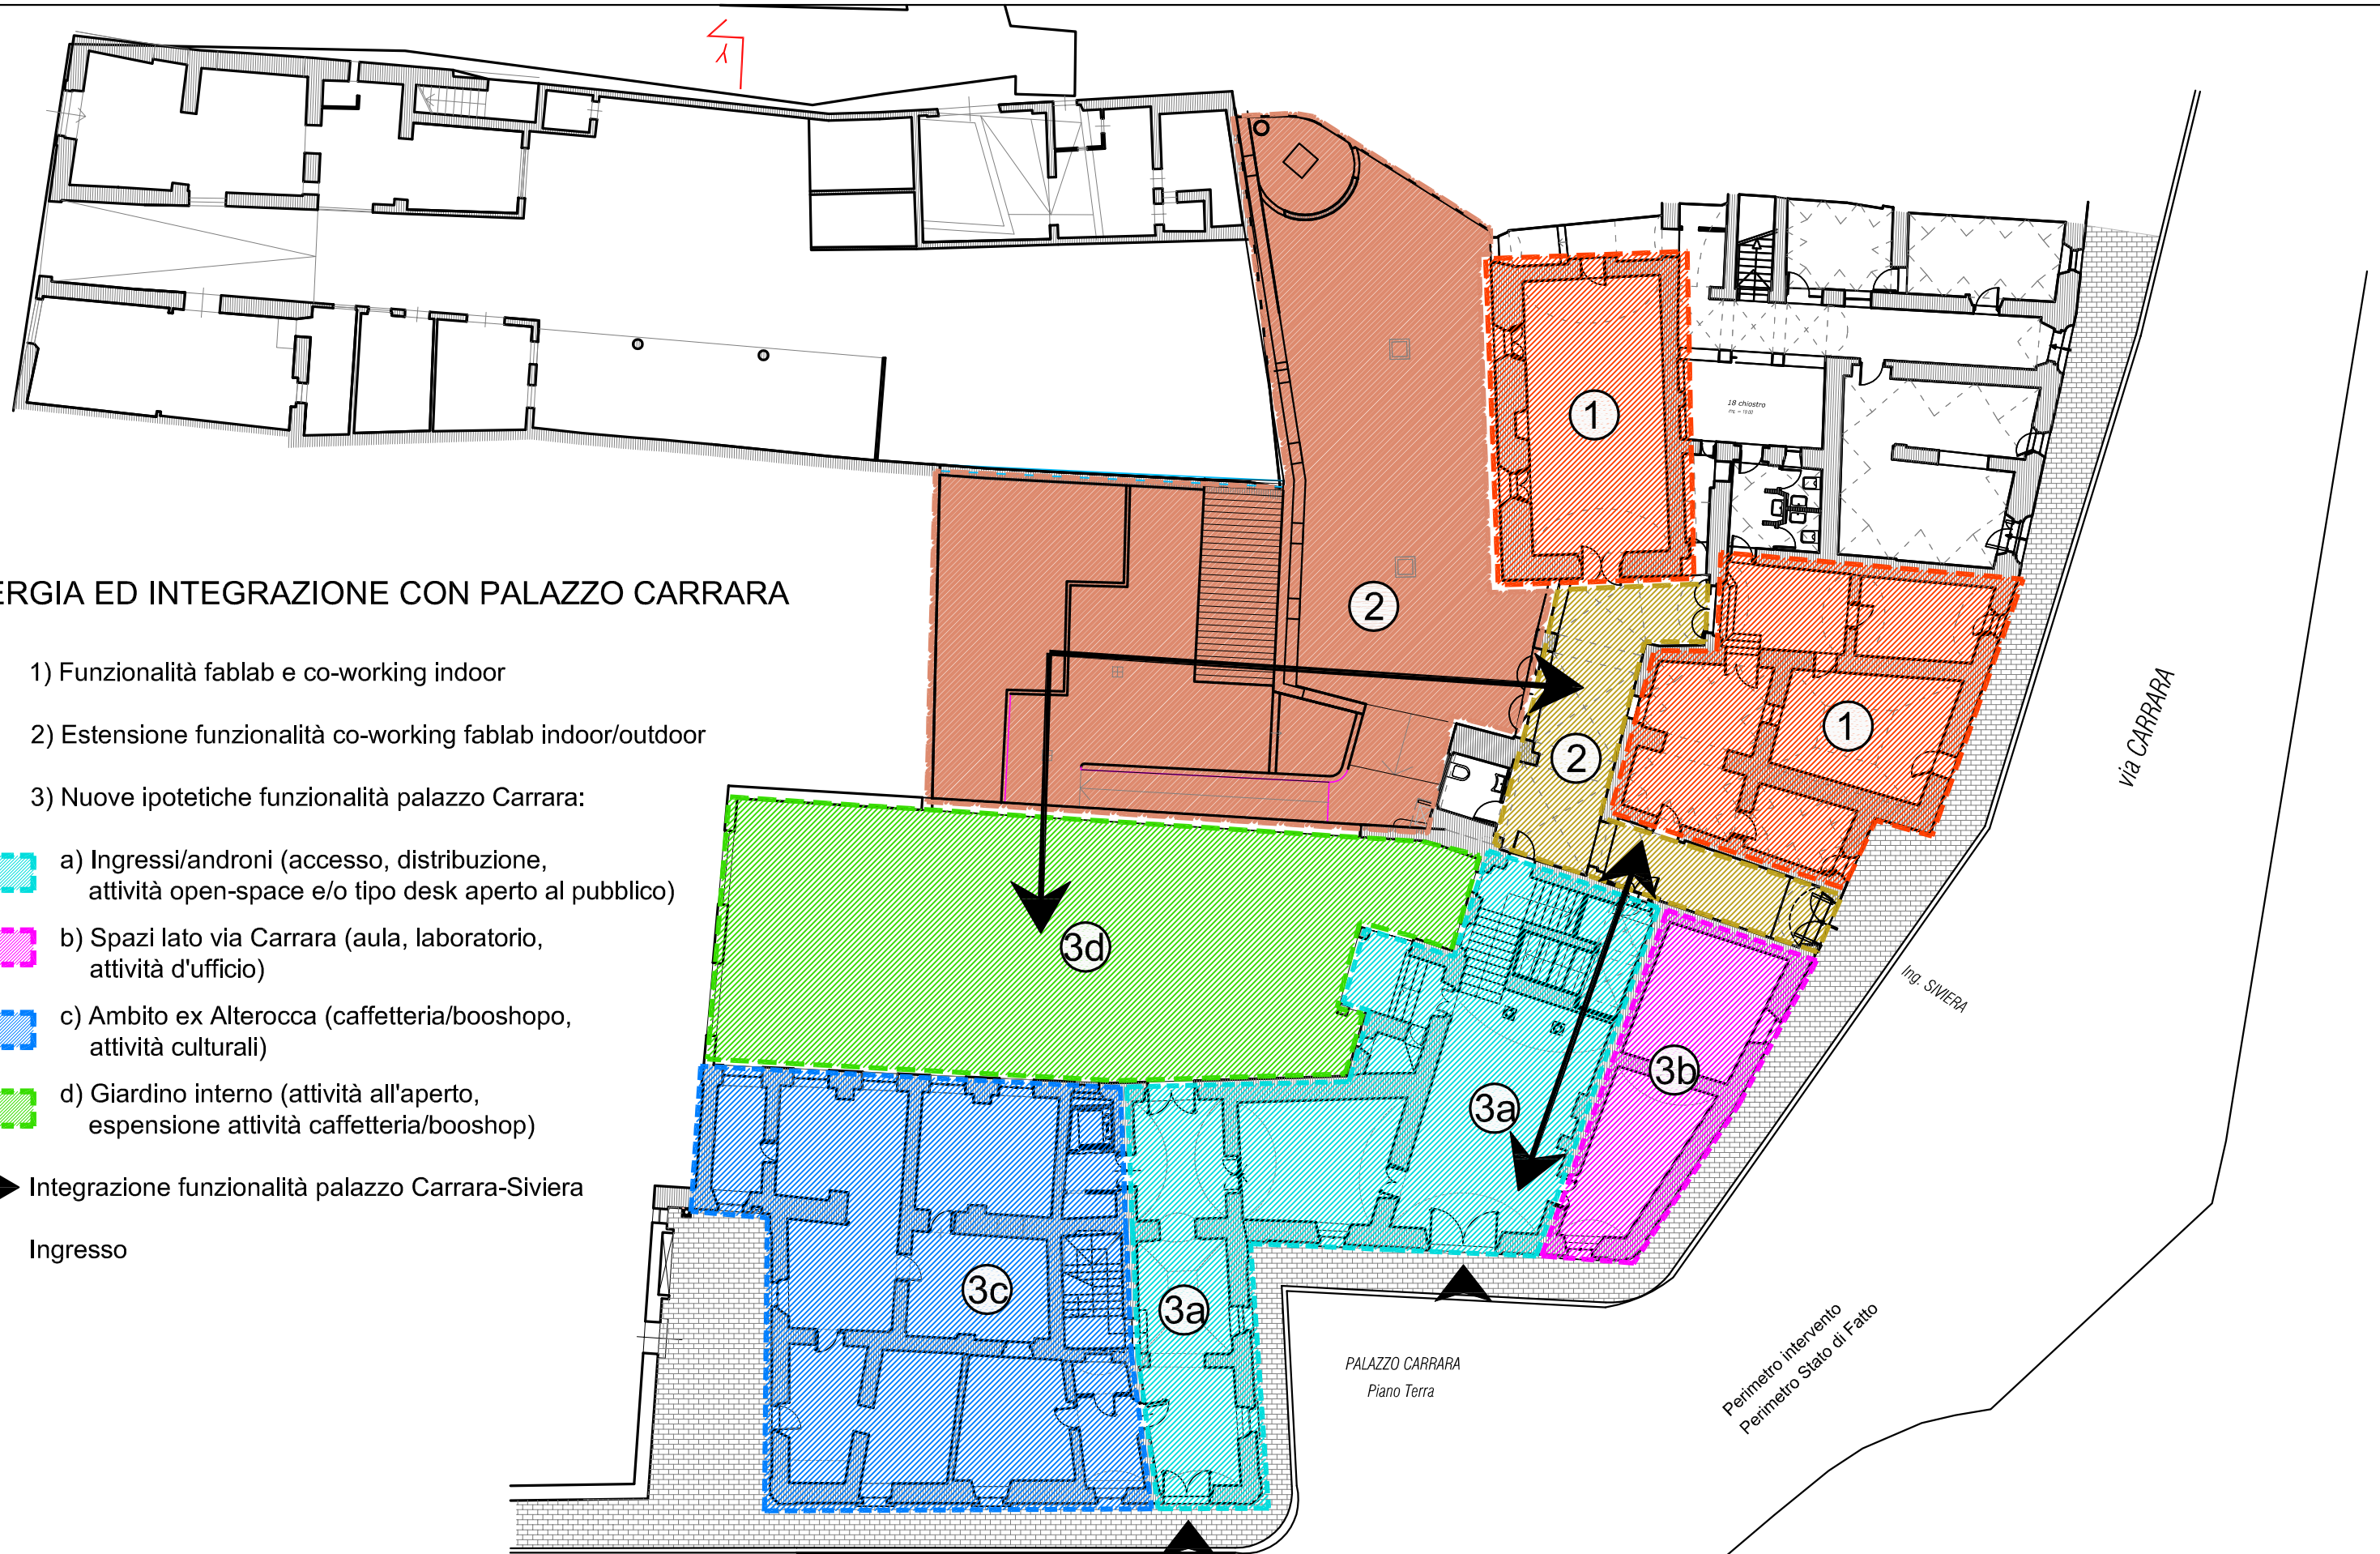 ERGIA ED INTEGRAZIONE CON PALAZZO CARRARA
1) Funzionalità fablab e co-working indoor
2) Estensione funzionalità co-working fablab indoor/outdoor
3) Nuove ipotetiche funzionalità palazzo Carrara:
a) Ingressi/androni (accesso, distribuzione,
attività open-space e/o tipo desk aperto al pubblico)
b) Spazi lato via Carrara (aula, laboratorio,
attività d'ufficio)
c) Ambito ex Alterocca (caffetteria/booshopo,
attività culturali)
d) Giardino interno (attività all'aperto,
espensione attività caffetteria/booshop)
Integrazione funzionalità palazzo Carrara-Siviera
Ingresso
1
18 chiostro
2
1
2
via CARRARA
3d
Ing. SIVIERA
3b
3a
3c
3a
PALAZZO CARRARA
Piano Terra
Perimetro intervento
Perimetro Stato di Fatto